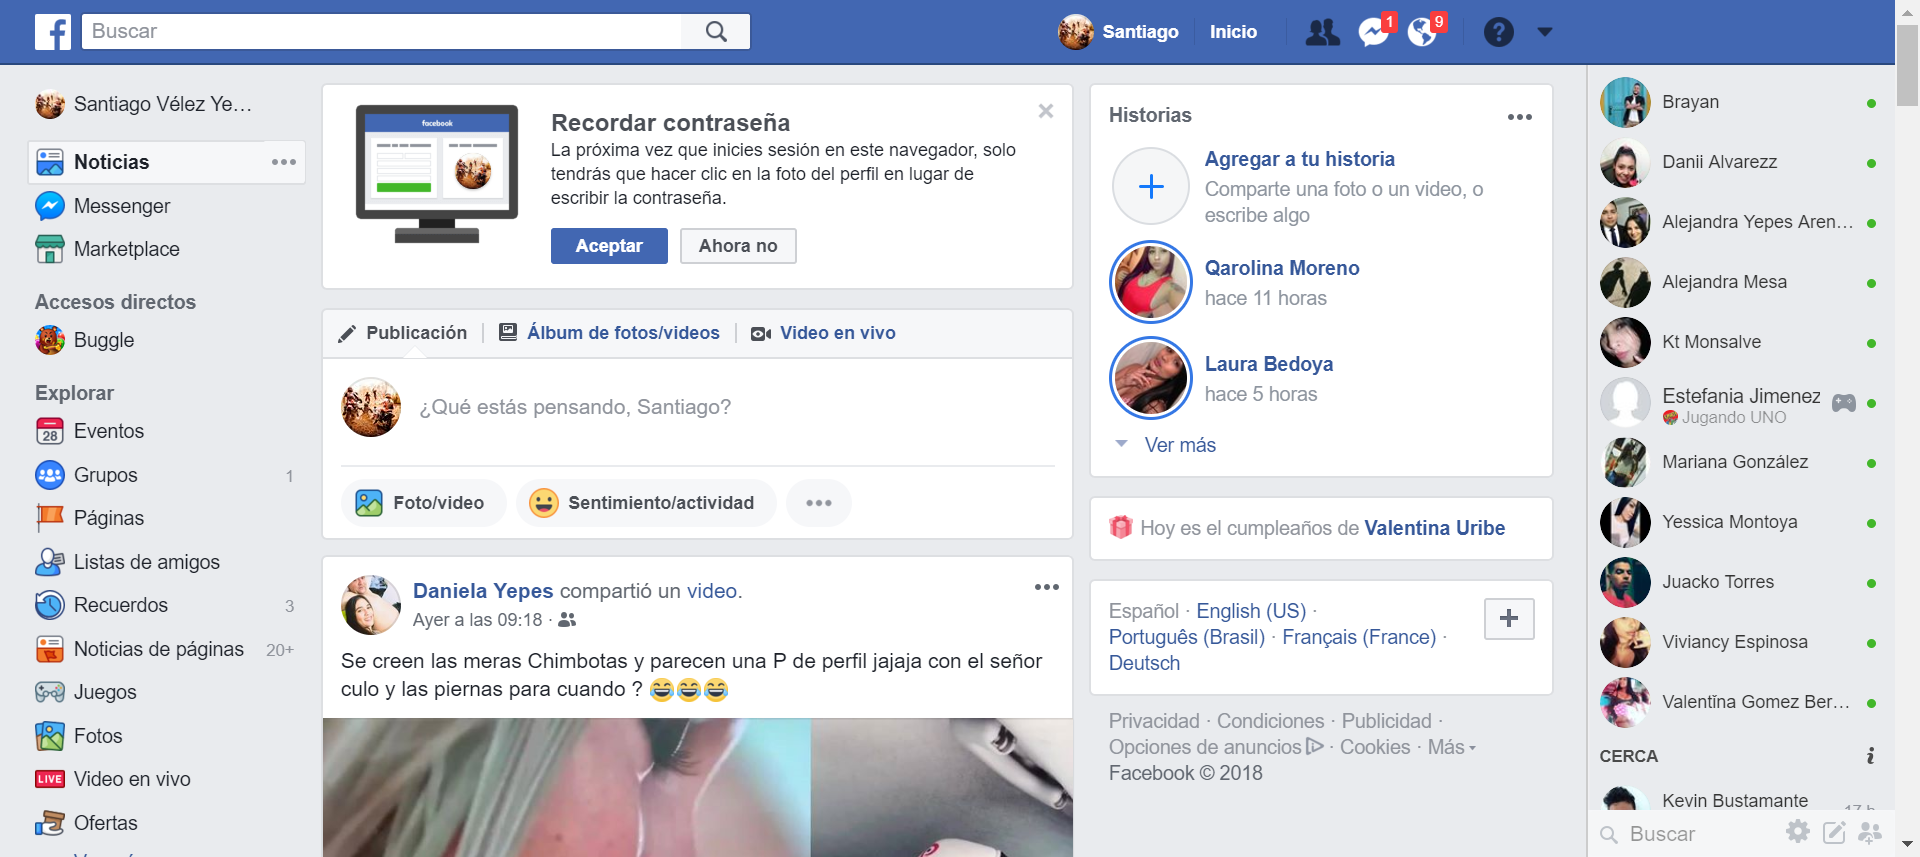 Buscar
Santiago
Inicio
1
9
Santiago Vélez Ye...
Noticias
Messenger
Marketplace
Accesos directos
Buggle
Explorar
28
Eventos
Grupos 1
Páginas
Listas de amigos
Recuerdos 3
Noticias de páginas 20+
Juegos
Fotos
LIVE Video en vivo
Ofertas
facebook
Recordar contraseña
La próxima vez que inicies sesión en este navegador, solo
tendrás que hacer clic en la foto del perfil en lugar de
escribir la contraseña.
Aceptar
Ahora no
Publicación
Álbum de fotos/videos
Video en vivo
¿Qué estás pensando, Santiago?
Foto/video
Sentimiento/actividad
Daniela Yepes compartió un video.
Ayer a las 09:18 ·
Se creen las meras Chimbotas y parecen una P de perfil jajaja con el señor
culo y las piernas para cuando ? 😂😂😂
Historias
Agregar a tu historia
Comparte una foto o un video, o
escribe algo
Qarolina Moreno
hace 11 horas
Laura Bedoya
hace 5 horas
Ver más
Hoy es el cumpleaños de Valentina Uribe
Español · English (US) ·
Português (Brasil) · Français (France) ·
Deutsch
Privacidad · Condiciones · Publicidad ·
Opciones de anuncios · Cookies · Más
Facebook © 2018
Brayan
Danii Alvarezz
Alejandra Yepes Aren...
Alejandra Mesa
Kt Monsalve
Estefania Jimenez
Jugando UNO
Mariana González
Yessica Montoya
Juacko Torres
Viviancy Espinosa
Valentïna Gomez Ber...
CERCA
Kevin Bustamante
17 h
Buscar